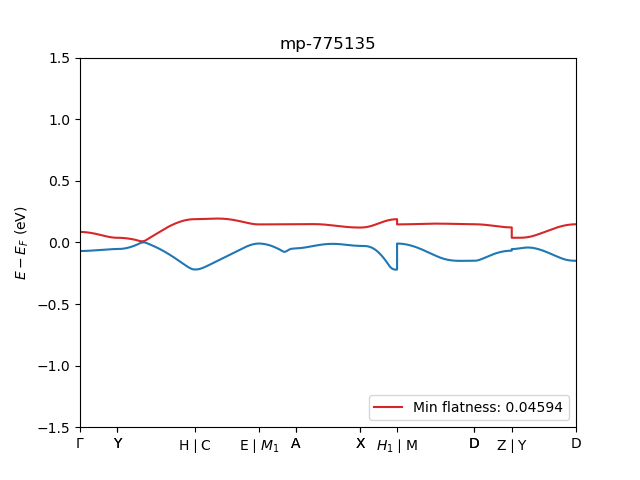 mp-775135
1.5
1.0
0.5
0.0
−0.5
−1.0
−1.5
E − E_F (eV)
Min flatness: 0.04594
Γ Y H | C E | M_1 A X H_1 | M D Z | Y D